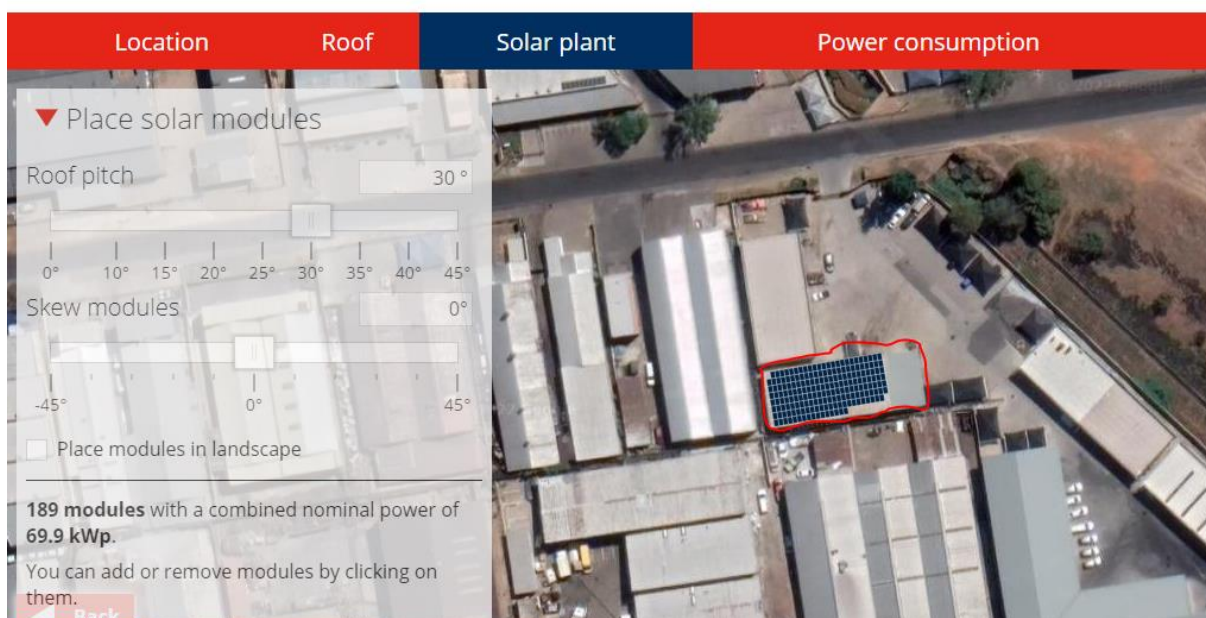 Location Roof Solar plant Power consumption
▼ Place solar modules
Roof pitch 30 °
0° 10° 15° 20° 25° 30° 35° 40° 45°
Skew modules 0°
-45° 0° 45°
Place modules in landscape
189 modules with a combined nominal power of
69.9 kWp.
You can add or remove modules by clicking on
them.
Back